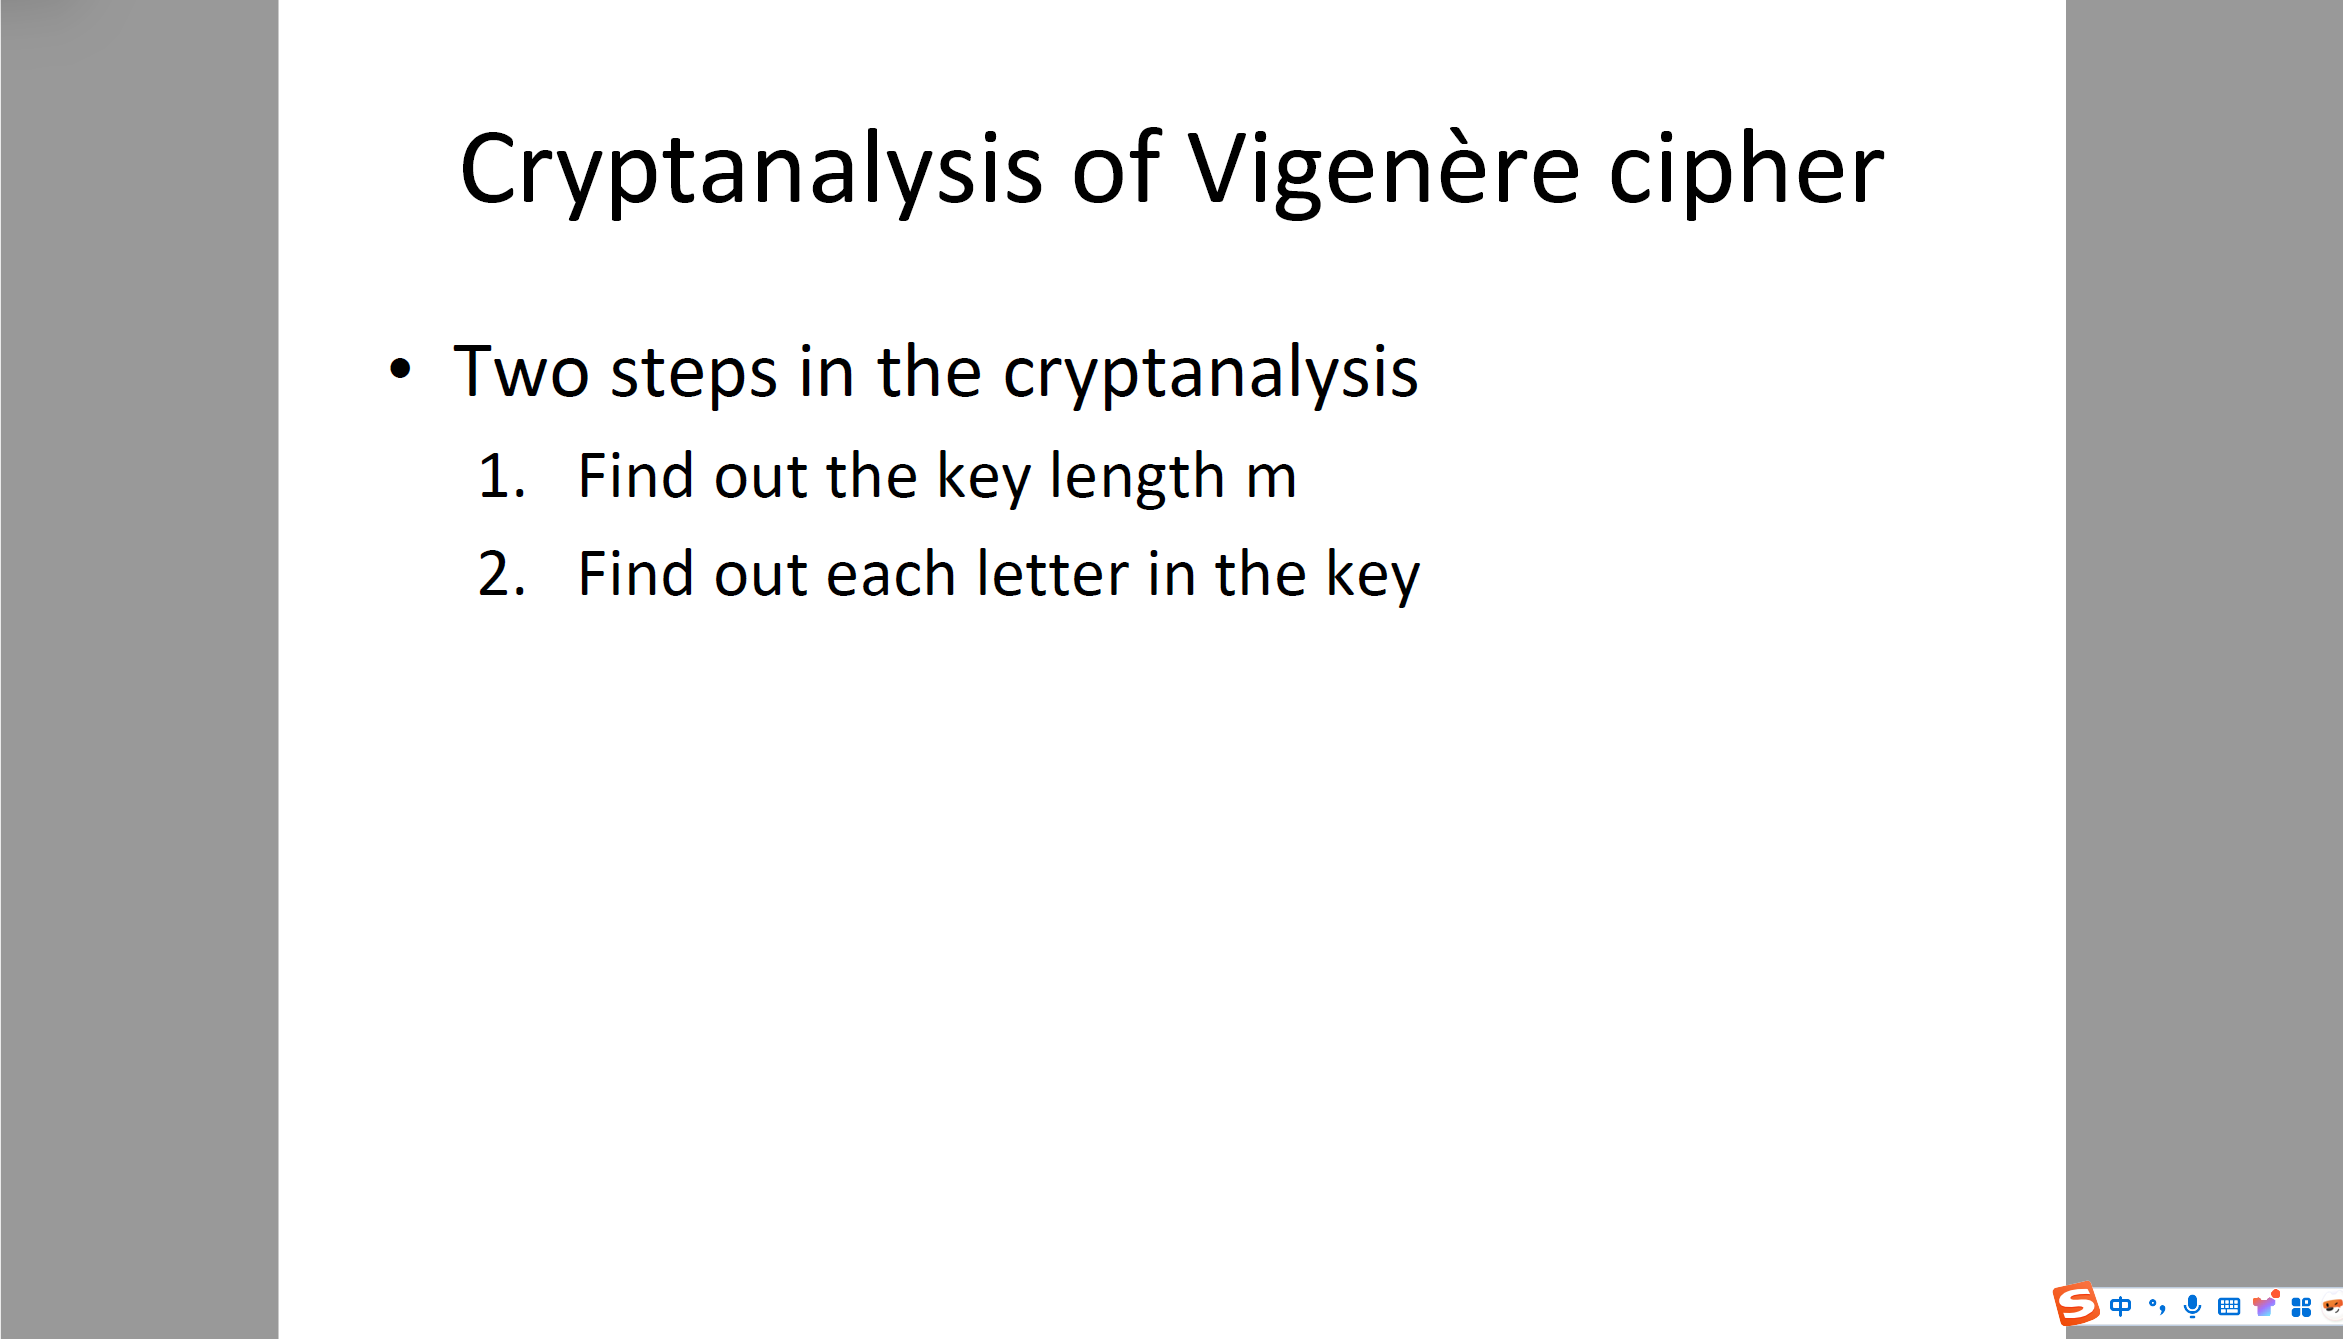 Cryptanalysis of Vigenère cipher
• Two steps in the cryptanalysis
1. Find out the key length m
2. Find out each letter in the key
S 中 °,